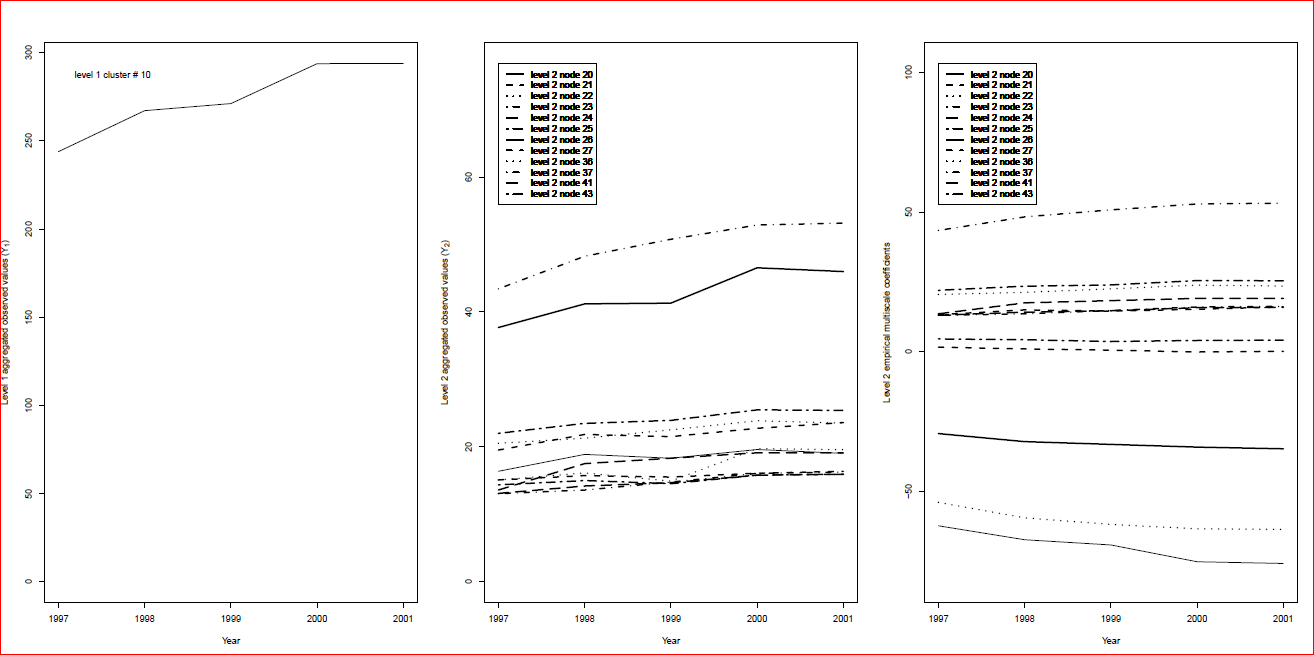 Level 1 aggregated observed values (Y1)
300
250
200
150
100
50
0
level 1 cluster # 10
1997 1998 1999 2000 2001
Year
Level 2 aggregated observed values (Y2)
60
40
20
0
level 2 node 20
level 2 node 21
level 2 node 22
level 2 node 23
level 2 node 24
level 2 node 25
level 2 node 26
level 2 node 27
level 2 node 36
level 2 node 37
level 2 node 41
level 2 node 43
1997 1998 1999 2000 2001
Year
Level 2 empirical multiscale coefficients
100
50
0
−50
level 2 node 20
level 2 node 21
level 2 node 22
level 2 node 23
level 2 node 24
level 2 node 25
level 2 node 26
level 2 node 27
level 2 node 36
level 2 node 37
level 2 node 41
level 2 node 43
1997 1998 1999 2000 2001
Year